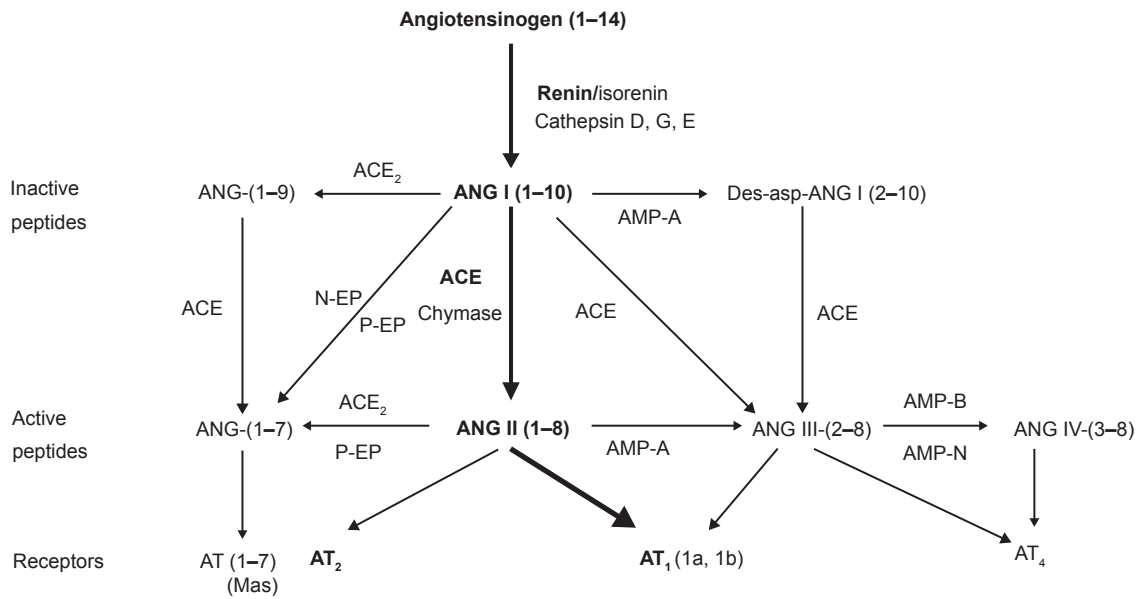 Angiotensinogen (1–14)
Renin/isorenin
Cathepsin D, G, E
Inactive
peptides
ANG-(1–9)
ACE2
ANG I (1–10)
AMP-A
Des-asp-ANG I (2–10)
ACE
N-EP
P-EP
ACE
Chymase
ACE
ACE
Active
peptides
ANG-(1–7)
ACE2
P-EP
ANG II (1–8)
AMP-A
ANG III-(2–8)
AMP-B
AMP-N
ANG IV-(3–8)
Receptors
AT (1–7)
(Mas)
AT2
AT1 (1a, 1b)
AT4